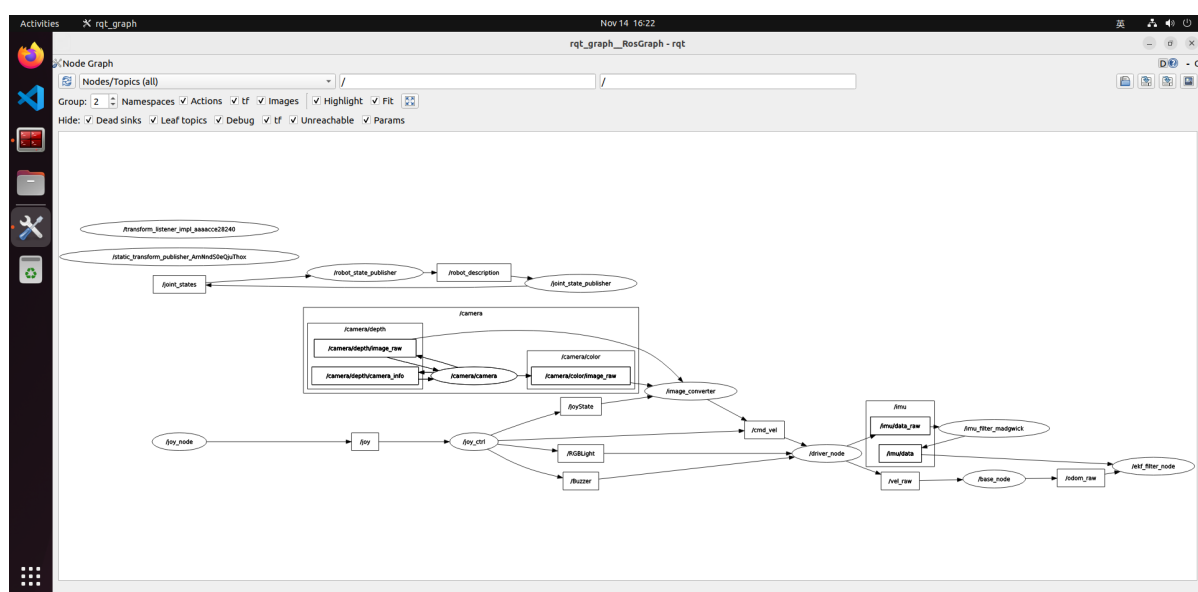 Activities rqt_graph Nov 14 16:22 英
rqt_graph__RosGraph - rqt
Node Graph D
Nodes/Topics (all) / /
Group: 2 Namespaces Actions tf Images Highlight Fit
Hide: Dead sinks Leaf topics Debug tf Unreachable Params
/transform_listener_impl_aaaacce28240
/static_transform_publisher_AmNndS0eQjuThox
/robot_state_publisher
/robot_description
/joint_states
/joint_state_publisher
/camera
/camera/depth
/camera/depth/image_raw
/camera/color
/camera/depth/camera_info
/camera/camera
/camera/color/image_raw
/image_converter
/joyState
/imu
/imu/data_raw
/imu_filter_madgwick
/cmd_vel
/joy_node
/joy
/joy_ctrl
/RGBLight
/driver_node
/imu/data
/ekf_filter_node
/Buzzer
/vel_raw
/base_node
/odom_raw